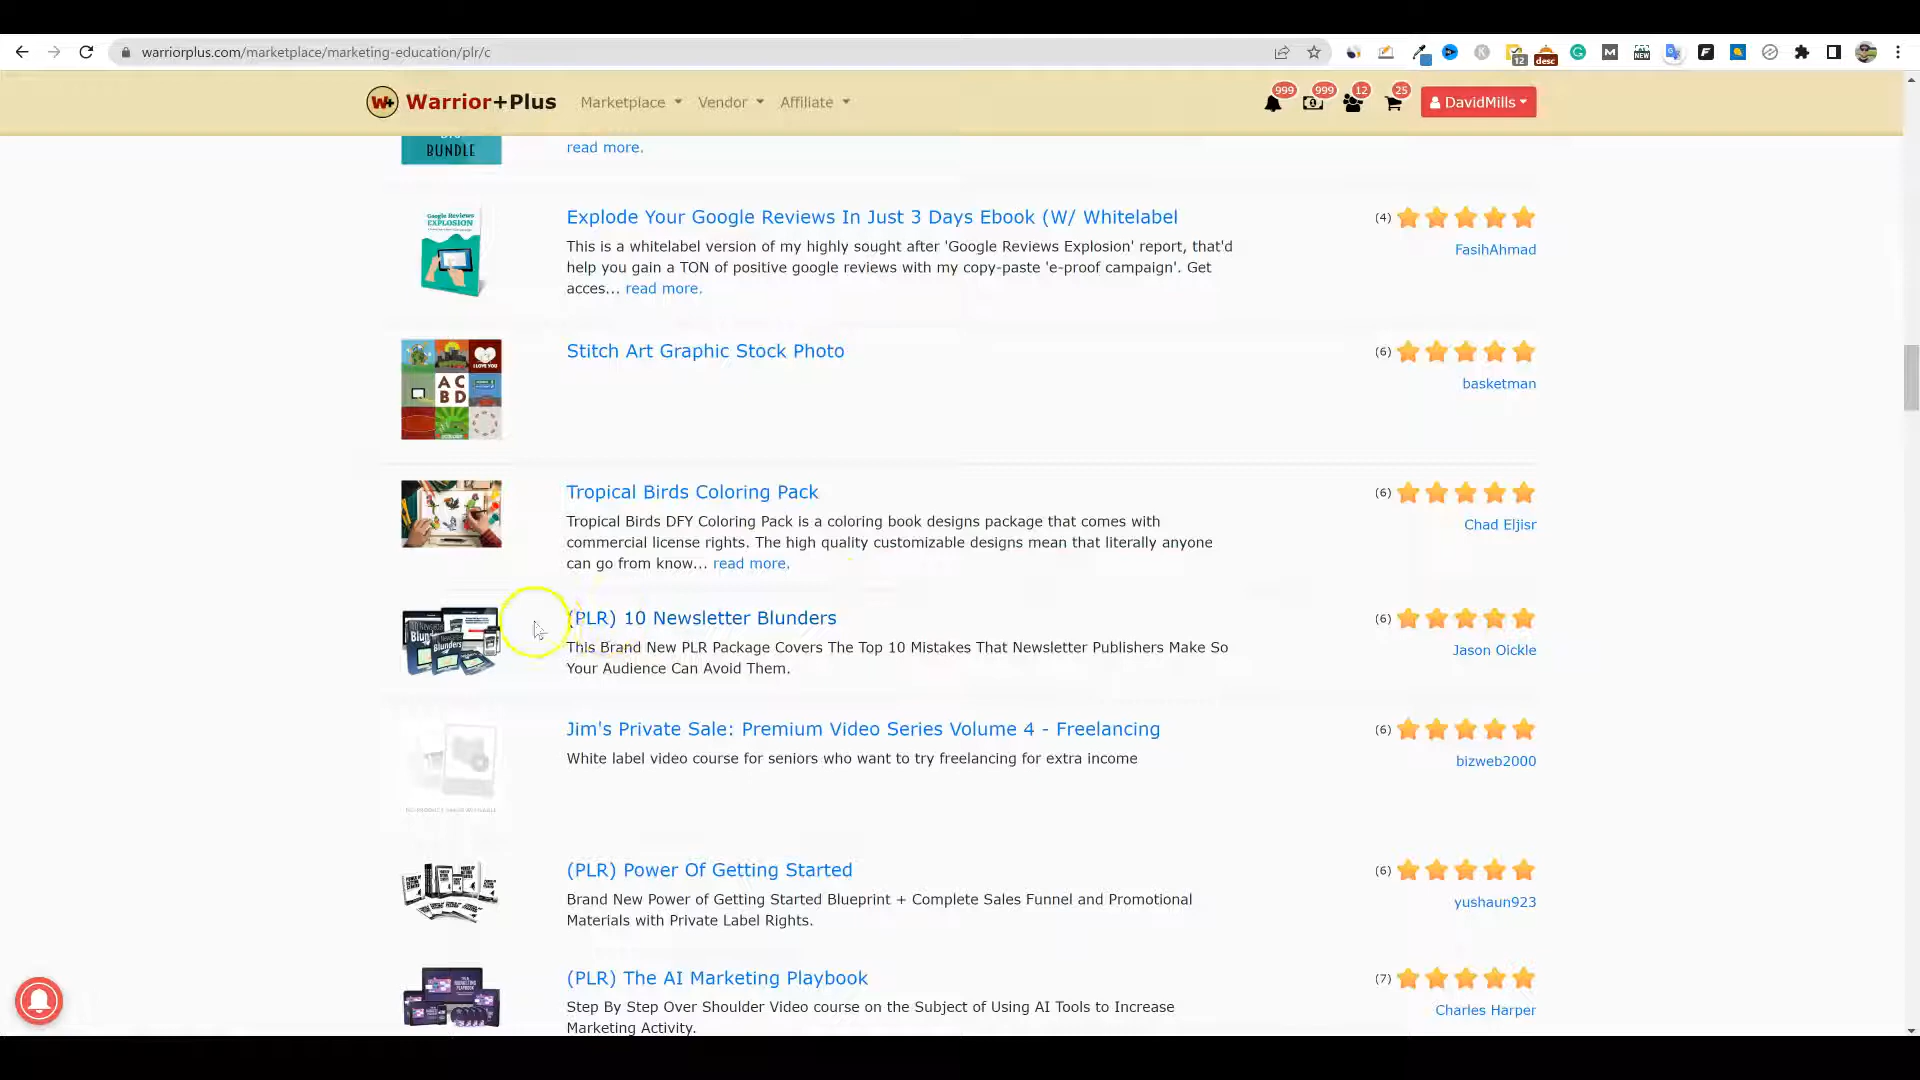 warriorplus.com/marketplace/marketing-education/plr/c
12
desc
NEW
W+ Warrior+Plus
Marketplace
Vendor
Affiliate
999
999
12
25
DavidMills
BUNDLE
read more.
Google Reviews
EXPLOSION
Explode Your Google Reviews In Just 3 Days Ebook (W/ Whitelabel
This is a whitelabel version of my highly sought after 'Google Reviews Explosion' report, that'd
help you gain a TON of positive google reviews with my copy-paste 'e-proof campaign'. Get
acces... read more.
(4)
FasihAhmad
I LOVE YOU
A C
B D
Stitch Art Graphic Stock Photo
(6)
basketman
Tropical Birds Coloring Pack
Tropical Birds DFY Coloring Pack is a coloring book designs package that comes with
commercial license rights. The high quality customizable designs mean that literally anyone
can go from know... read more.
(6)
Chad Eljisr
(PLR) 10 Newsletter Blunders
This Brand New PLR Package Covers The Top 10 Mistakes That Newsletter Publishers Make So
Your Audience Can Avoid Them.
(6)
Jason Oickle
Jim's Private Sale: Premium Video Series Volume 4 - Freelancing
White label video course for seniors who want to try freelancing for extra income
(6)
bizweb2000
(PLR) Power Of Getting Started
Brand New Power of Getting Started Blueprint + Complete Sales Funnel and Promotional
Materials with Private Label Rights.
(6)
yushaun923
(PLR) The AI Marketing Playbook
Step By Step Over Shoulder Video course on the Subject of Using AI Tools to Increase
Marketing Activity.
(7)
Charles Harper